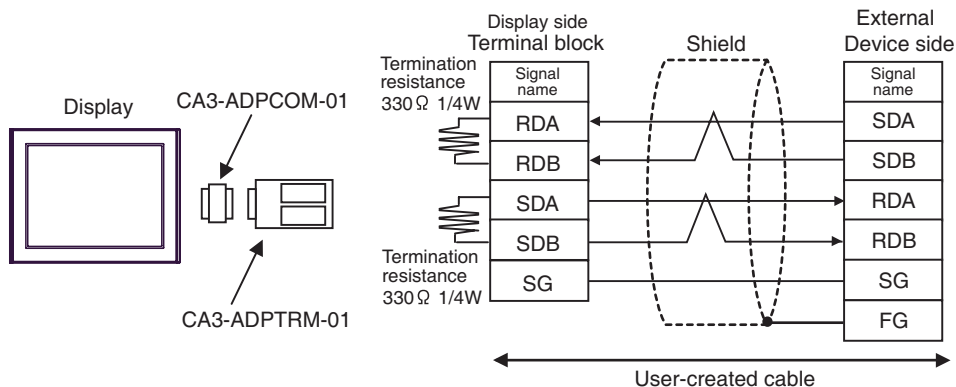 Display
CA3-ADPCOM-01
CA3-ADPTRM-01
Display side
Terminal block
Termination
resistance
330Ω 1/4W
Termination
resistance
330Ω 1/4W
Signal
name
RDA
RDB
SDA
SDB
SG
Shield
External
Device side
Signal
name
SDA
SDB
RDA
RDB
SG
FG
User-created cable